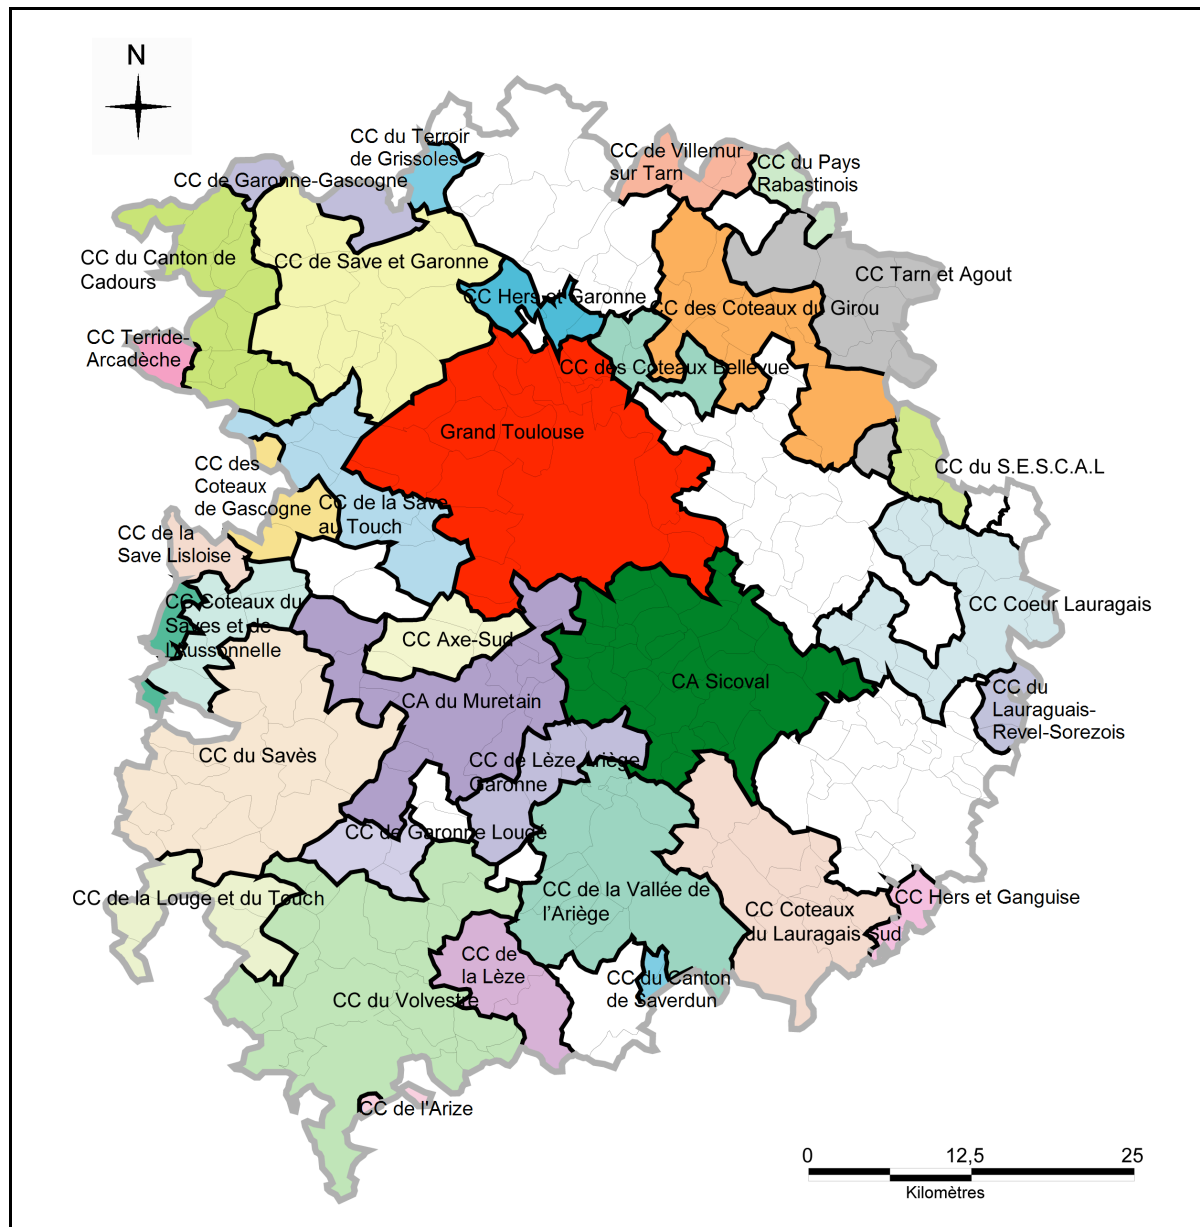 N
CC du Terroir
de Grissoles
CC de Villemur
sur Tarn
CC du Pays
Rabastinois
CC de Garonne-Gascogne
CC du Canton de
Cadours
CC de Save et Garonne
CC Tarn et Agout
CC Hers et Garonne
CC des Coteaux du Girou
CC Terride-
Arcadèche
CC des Coteaux Bellevue
Grand Toulouse
CC des
Coteaux
de Gascogne
CC du S.E.S.C.A.L
CC de la Save
au Touch
CC de la
Save Lisloise
CC Coteaux du
Saves et de
l'Aussonnelle
CC Coeur Lauragais
CC Axe-Sud
CA Sicoval
CA du Muretain
CC du
Lauraguais-
Revel-Sorezois
CC du Savès
CC de Lèze Ariège
Garonne
CC de Garonne Louge
CC de la Louge et du Touch
CC de la Vallée de
l'Ariège
CC Hers et Ganguise
CC Coteaux
du Lauragais Sud
CC de
la Lèze
CC du Canton
de Saverdun
CC du Volvestre
CC de l'Arize
0 12,5 25
Kilomètres